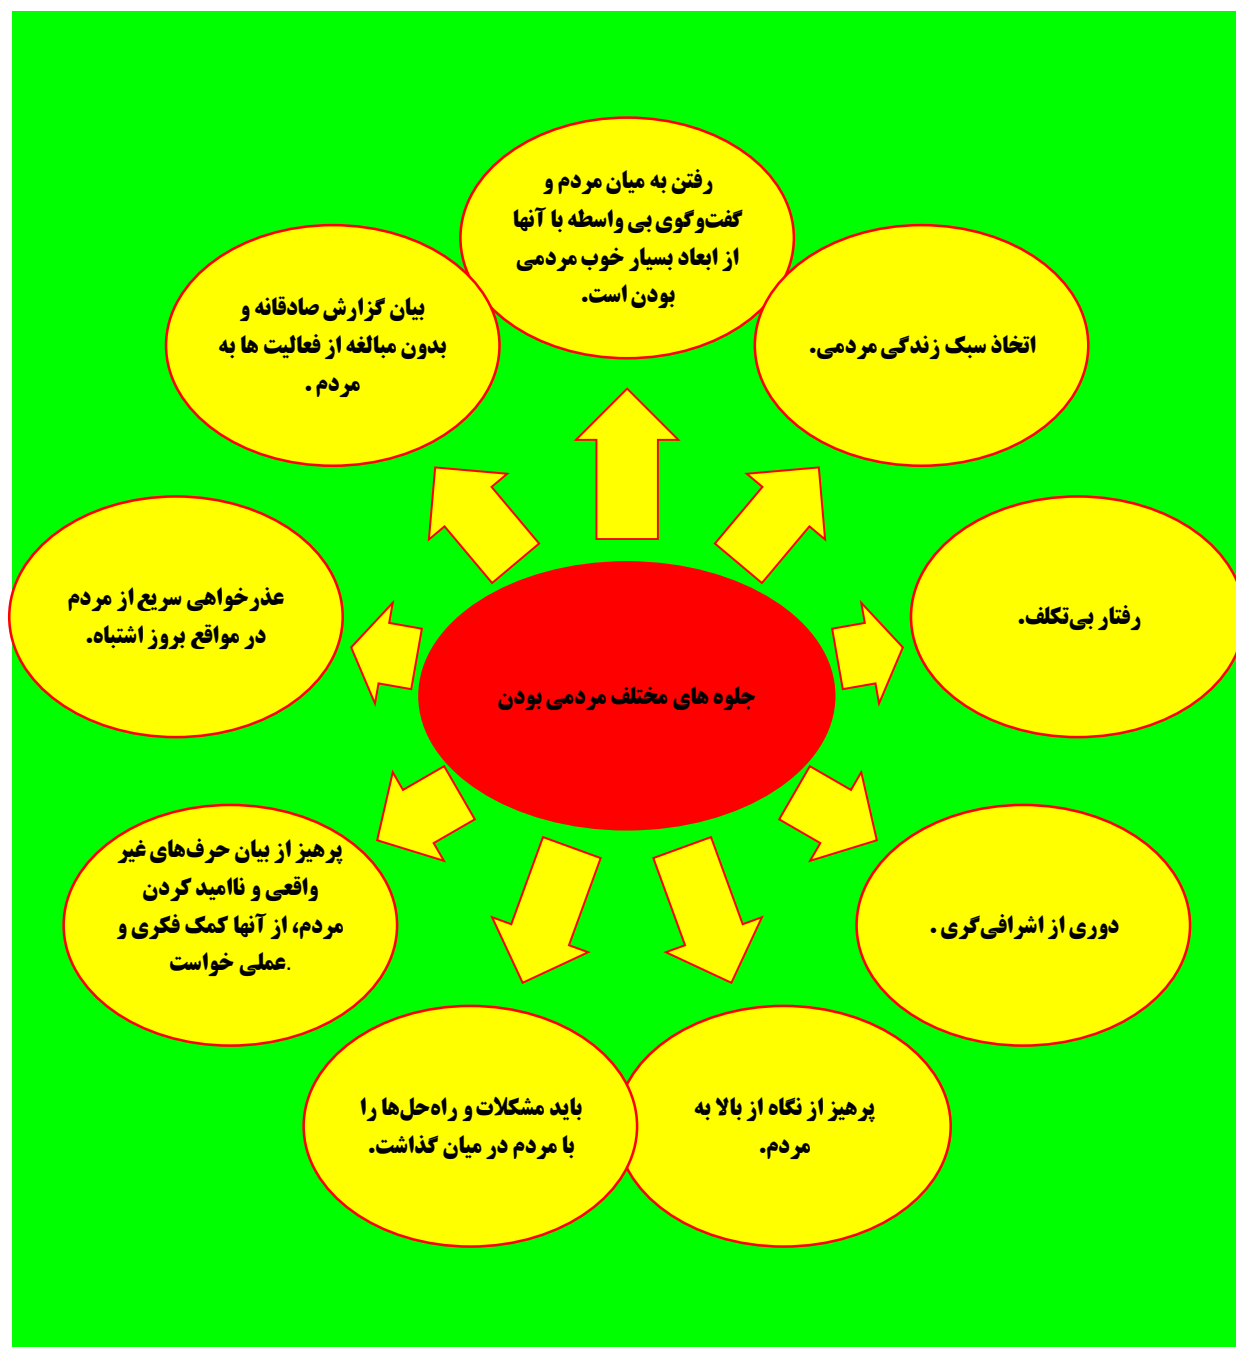 رفتن به میان مردم و
گفت‌وگوی بی واسطه با آنها
از ابعاد بسیار خوب مردمی
بودن است.
اتخاذ سبک زندگی مردمی.
رفتار بی‌تکلف.
دوری از اشرافی‌گری .
پرهیز از نگاه از بالا به
مردم.
باید مشکلات و راه‌حل‌ها را
با مردم در میان گذاشت.
پرهیز از بیان حرف‌های غیر
واقعی و ناامید کردن
مردم، از آنها کمک فکری و
عملی خواست.
عذرخواهی سریع از مردم
در مواقع بروز اشتباه.
بیان گزارش صادقانه و
بدون مبالغه از فعالیت ها به
مردم .
جلوه های مختلف مردمی بودن